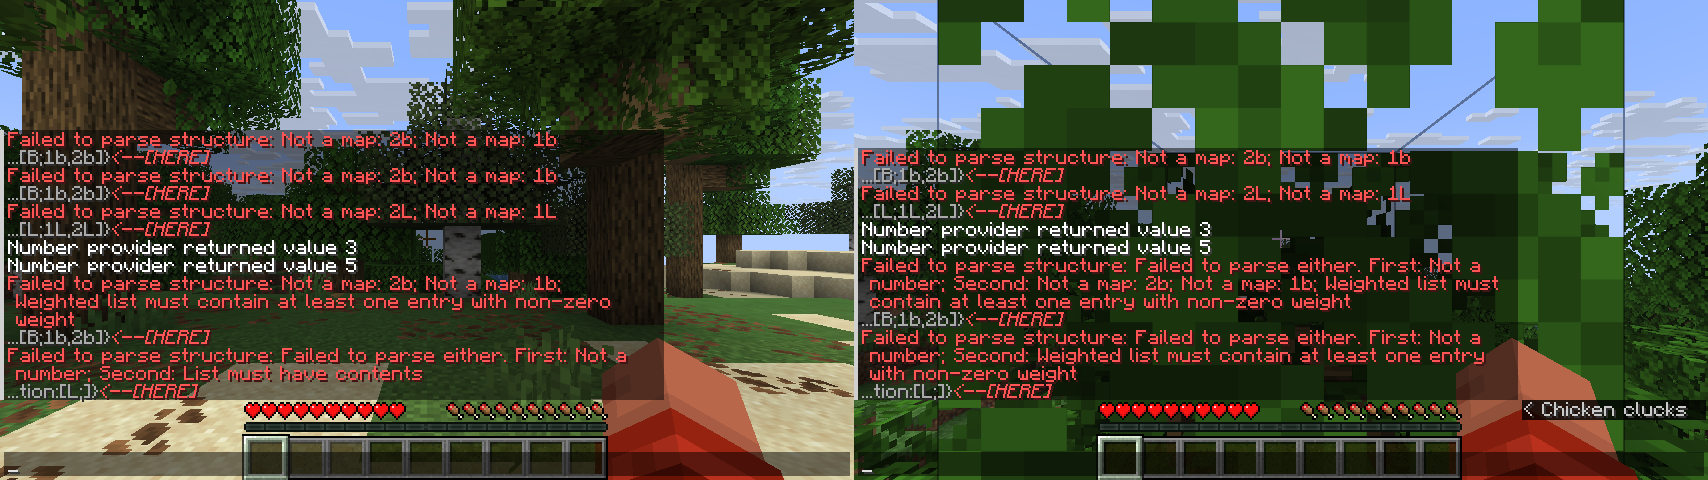 Failed to parse structure: Not a map: 2b; Not a map: 1b
...[B;1b,2b]}<--[HERE]
Failed to parse structure: Not a map: 2b; Not a map: 1b
...[B;1b,2b]}<--[HERE]
Failed to parse structure: Not a map: 2L; Not a map: 1L
...[L;1L,2L]}<--[HERE]
Number provider returned value 3
Number provider returned value 5
Failed to parse structure: Not a map: 2b; Not a map: 1b;
Weighted list must contain at least one entry with non-zero
weight
...[B;1b,2b]}<--[HERE]
Failed to parse structure: Failed to parse either. First: Not a
number; Second: List must have contents
...tion:[L;]}<--[HERE]
_
Failed to parse structure: Not a map: 2b; Not a map: 1b
...[B;1b,2b]}<--[HERE]
Failed to parse structure: Not a map: 2L; Not a map: 1L
...[L;1L,2L]}<--[HERE]
Number provider returned value 3
Number provider returned value 5
Failed to parse structure: Failed to parse either. First: Not a
number; Second: Not a map: 2b; Not a map: 1b; Weighted list must
contain at least one entry with non-zero weight
...[B;1b,2b]}<--[HERE]
Failed to parse structure: Failed to parse either. First: Not a
number; Second: Weighted list must contain at least one entry
with non-zero weight
...tion:[L;]}<--[HERE]
< Chicken clucks
_